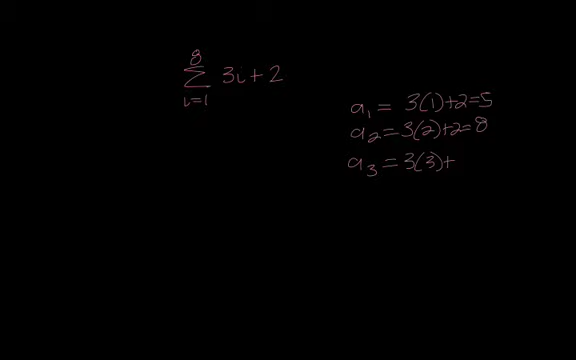 8
∑ 3i + 2
i=1
a₁ = 3(1)+2=5
a₂ = 3(2)+2=8
a₃ = 3(3)+